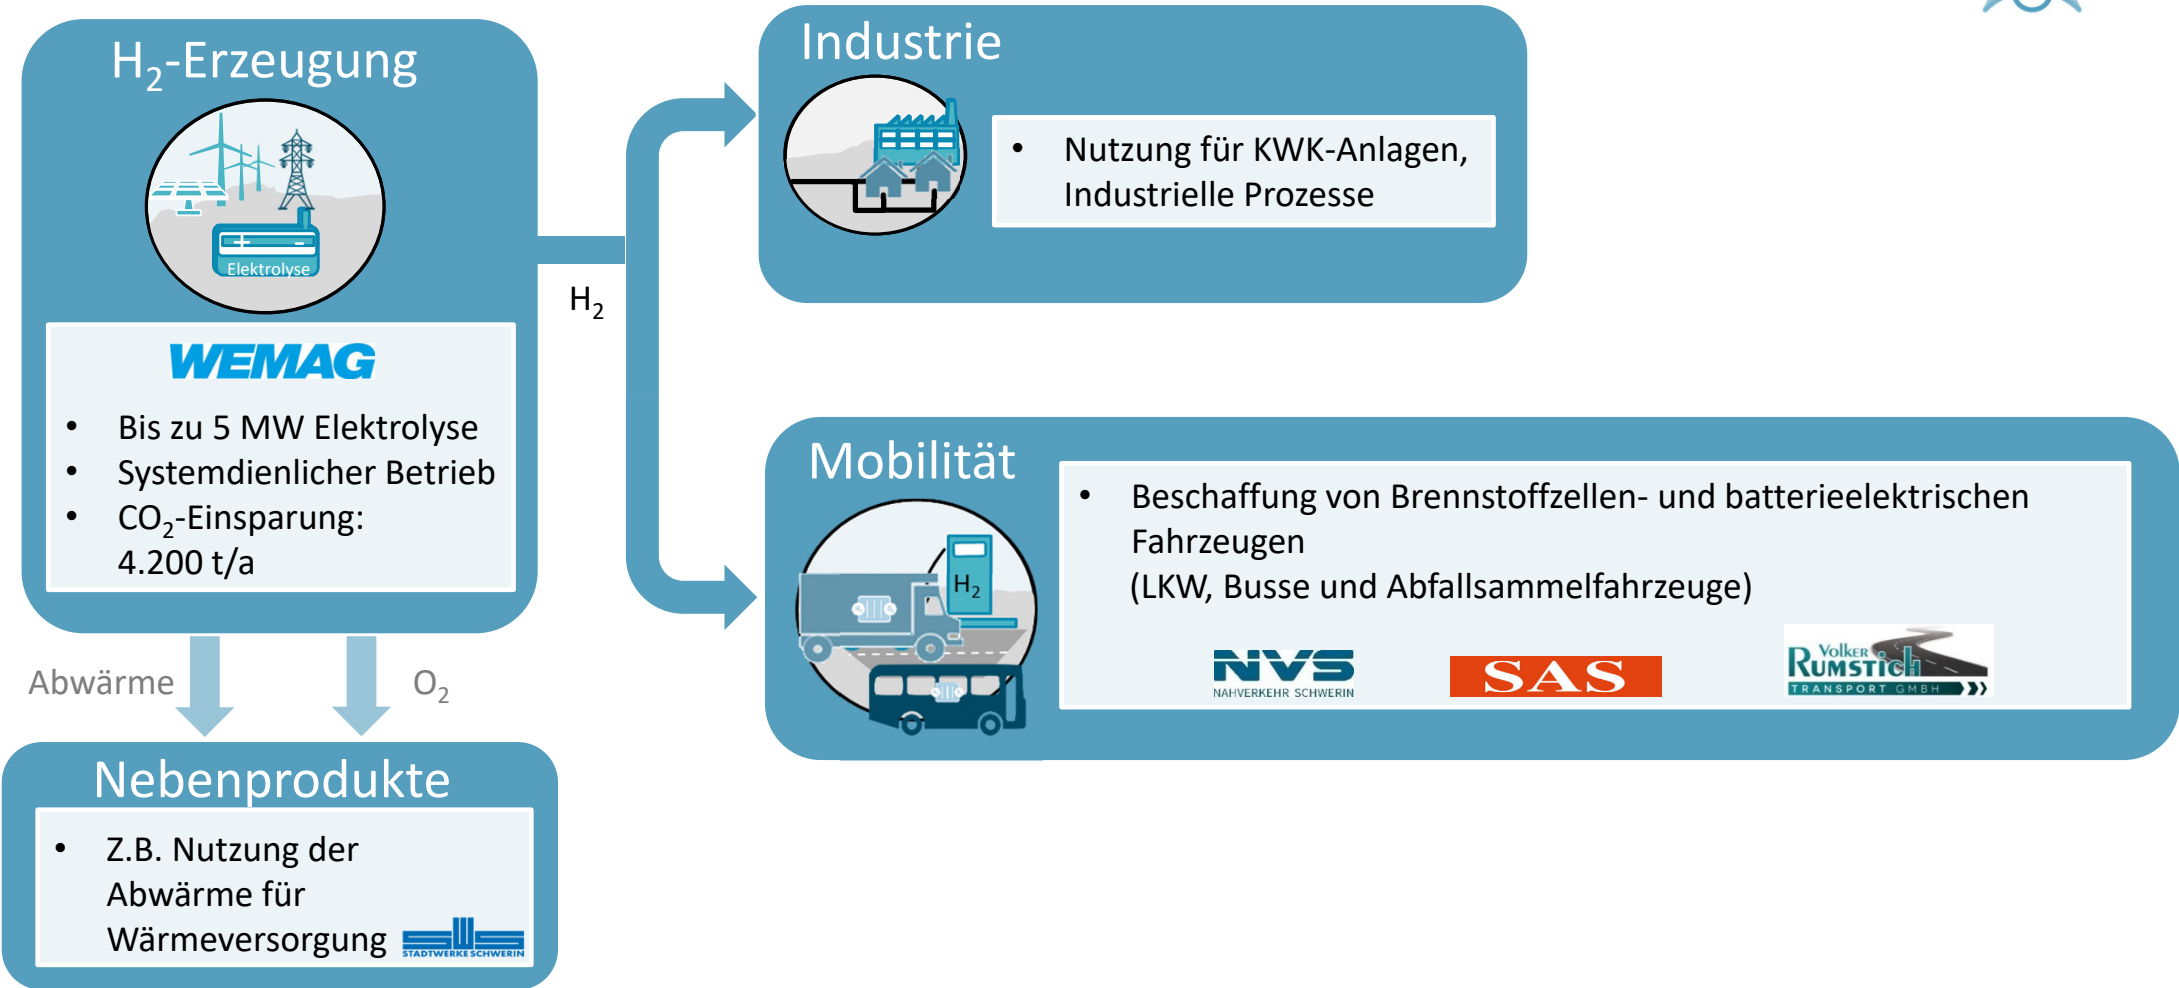 H₂-Erzeugung
Elektrolyse
WEMAG
• Bis zu 5 MW Elektrolyse
• Systemdienlicher Betrieb
• CO₂-Einsparung:
4.200 t/a
Abwärme
O₂
Nebenprodukte
• Z.B. Nutzung der
Abwärme für
Wärmeversorgung
SWS
STADTWERKE SCHWERIN
H₂
Industrie
• Nutzung für KWK-Anlagen,
Industrielle Prozesse
Mobilität
H₂
• Beschaffung von Brennstoffzellen- und batterieelektrischen
Fahrzeugen
(LKW, Busse und Abfallsammelfahrzeuge)
NVS
NAHVERKEHR SCHWERIN
SAS
VOLKER
RUMSTICH
TRANSPORT GMBH